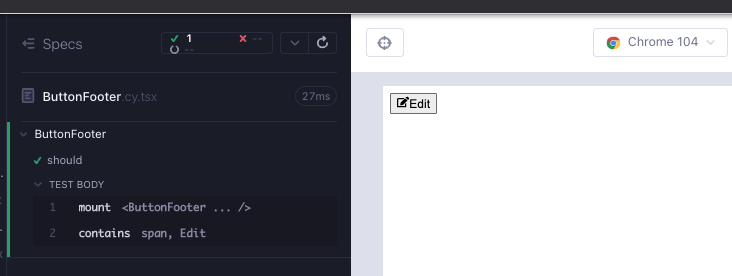 Specs
1
--
--
Chrome 104
ButtonFooter.cy.tsx
27ms
Edit
ButtonFooter
should
TEST BODY
1 mount <ButtonFooter ... />
2 contains span, Edit